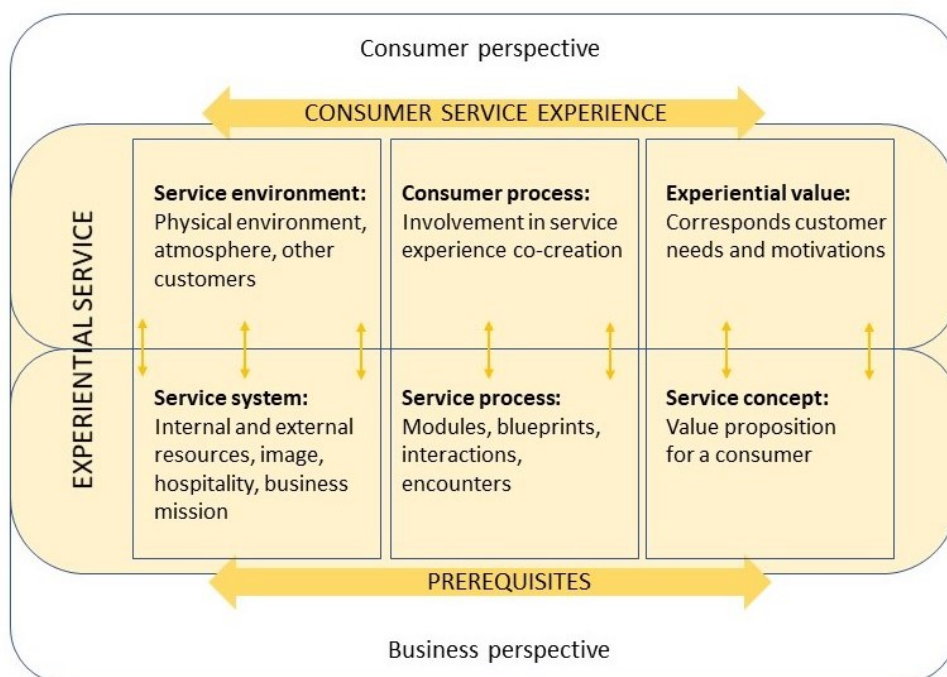 Consumer perspective
CONSUMER SERVICE EXPERIENCE
EXPERIENTIAL SERVICE
Service environment:
Physical environment,
atmosphere, other
customers
Consumer process:
Involvement in service
experience co-creation
Experiential value:
Corresponds customer
needs and motivations
Service system:
Internal and external
resources, image,
hospitality, business
mission
Service process:
Modules, blueprints,
interactions,
encounters
Service concept:
Value proposition
for a consumer
PREREQUISITES
Business perspective